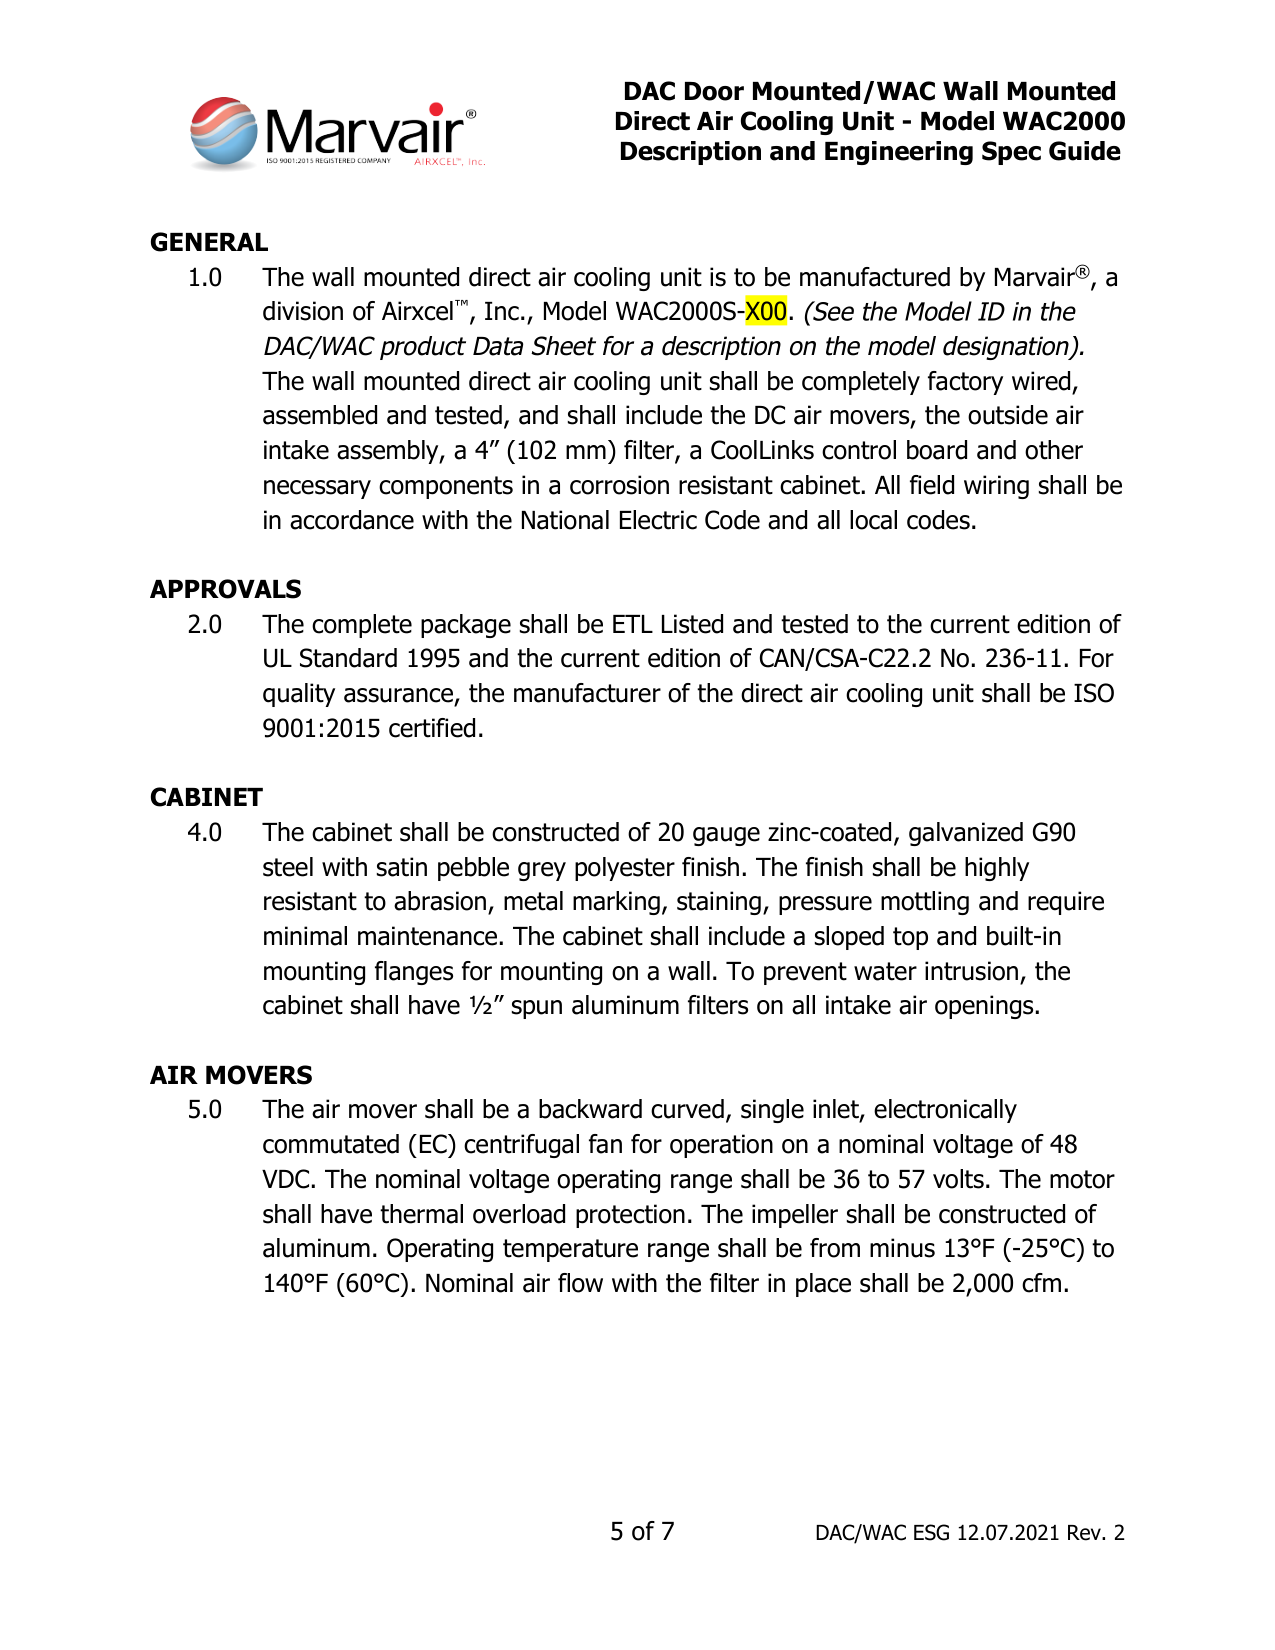 Marvair®
ISO 9001:2015 REGISTERED COMPANY AIRXCEL™, Inc.
DAC Door Mounted/WAC Wall Mounted
Direct Air Cooling Unit - Model WAC2000
Description and Engineering Spec Guide
GENERAL
1.0 The wall mounted direct air cooling unit is to be manufactured by Marvair®, a
division of Airxcel™, Inc., Model WAC2000S-X00. (See the Model ID in the
DAC/WAC product Data Sheet for a description on the model designation).
The wall mounted direct air cooling unit shall be completely factory wired,
assembled and tested, and shall include the DC air movers, the outside air
intake assembly, a 4” (102 mm) filter, a CoolLinks control board and other
necessary components in a corrosion resistant cabinet. All field wiring shall be
in accordance with the National Electric Code and all local codes.
APPROVALS
2.0 The complete package shall be ETL Listed and tested to the current edition of
UL Standard 1995 and the current edition of CAN/CSA-C22.2 No. 236-11. For
quality assurance, the manufacturer of the direct air cooling unit shall be ISO
9001:2015 certified.
CABINET
4.0 The cabinet shall be constructed of 20 gauge zinc-coated, galvanized G90
steel with satin pebble grey polyester finish. The finish shall be highly
resistant to abrasion, metal marking, staining, pressure mottling and require
minimal maintenance. The cabinet shall include a sloped top and built-in
mounting flanges for mounting on a wall. To prevent water intrusion, the
cabinet shall have ½” spun aluminum filters on all intake air openings.
AIR MOVERS
5.0 The air mover shall be a backward curved, single inlet, electronically
commutated (EC) centrifugal fan for operation on a nominal voltage of 48
VDC. The nominal voltage operating range shall be 36 to 57 volts. The motor
shall have thermal overload protection. The impeller shall be constructed of
aluminum. Operating temperature range shall be from minus 13°F (-25°C) to
140°F (60°C). Nominal air flow with the filter in place shall be 2,000 cfm.
5 of 7 DAC/WAC ESG 12.07.2021 Rev. 2